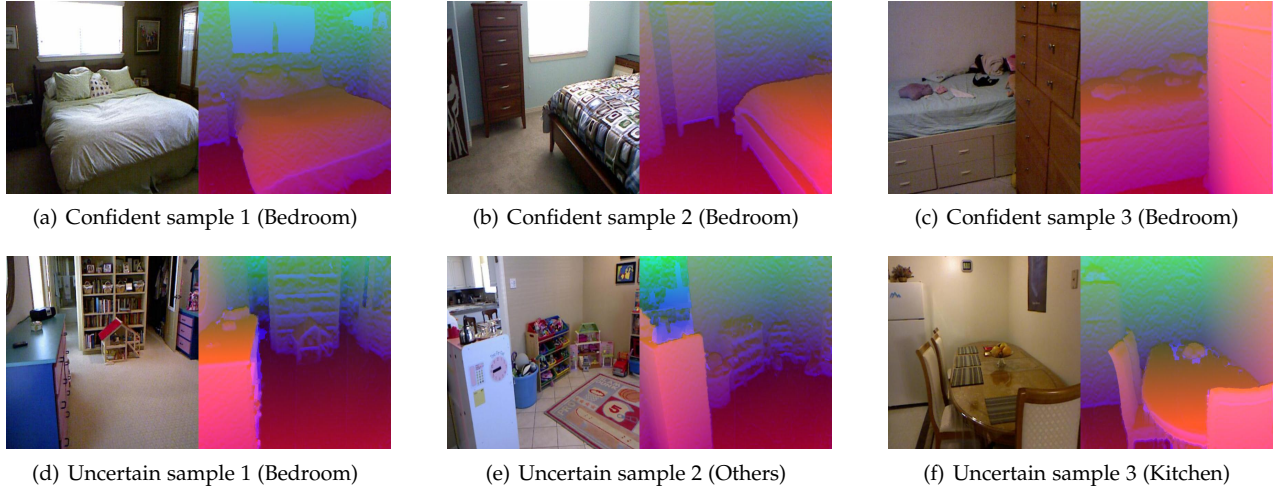 (a) Confident sample 1 (Bedroom)
(b) Confident sample 2 (Bedroom)
(c) Confident sample 3 (Bedroom)
(d) Uncertain sample 1 (Bedroom)
(e) Uncertain sample 2 (Others)
(f) Uncertain sample 3 (Kitchen)